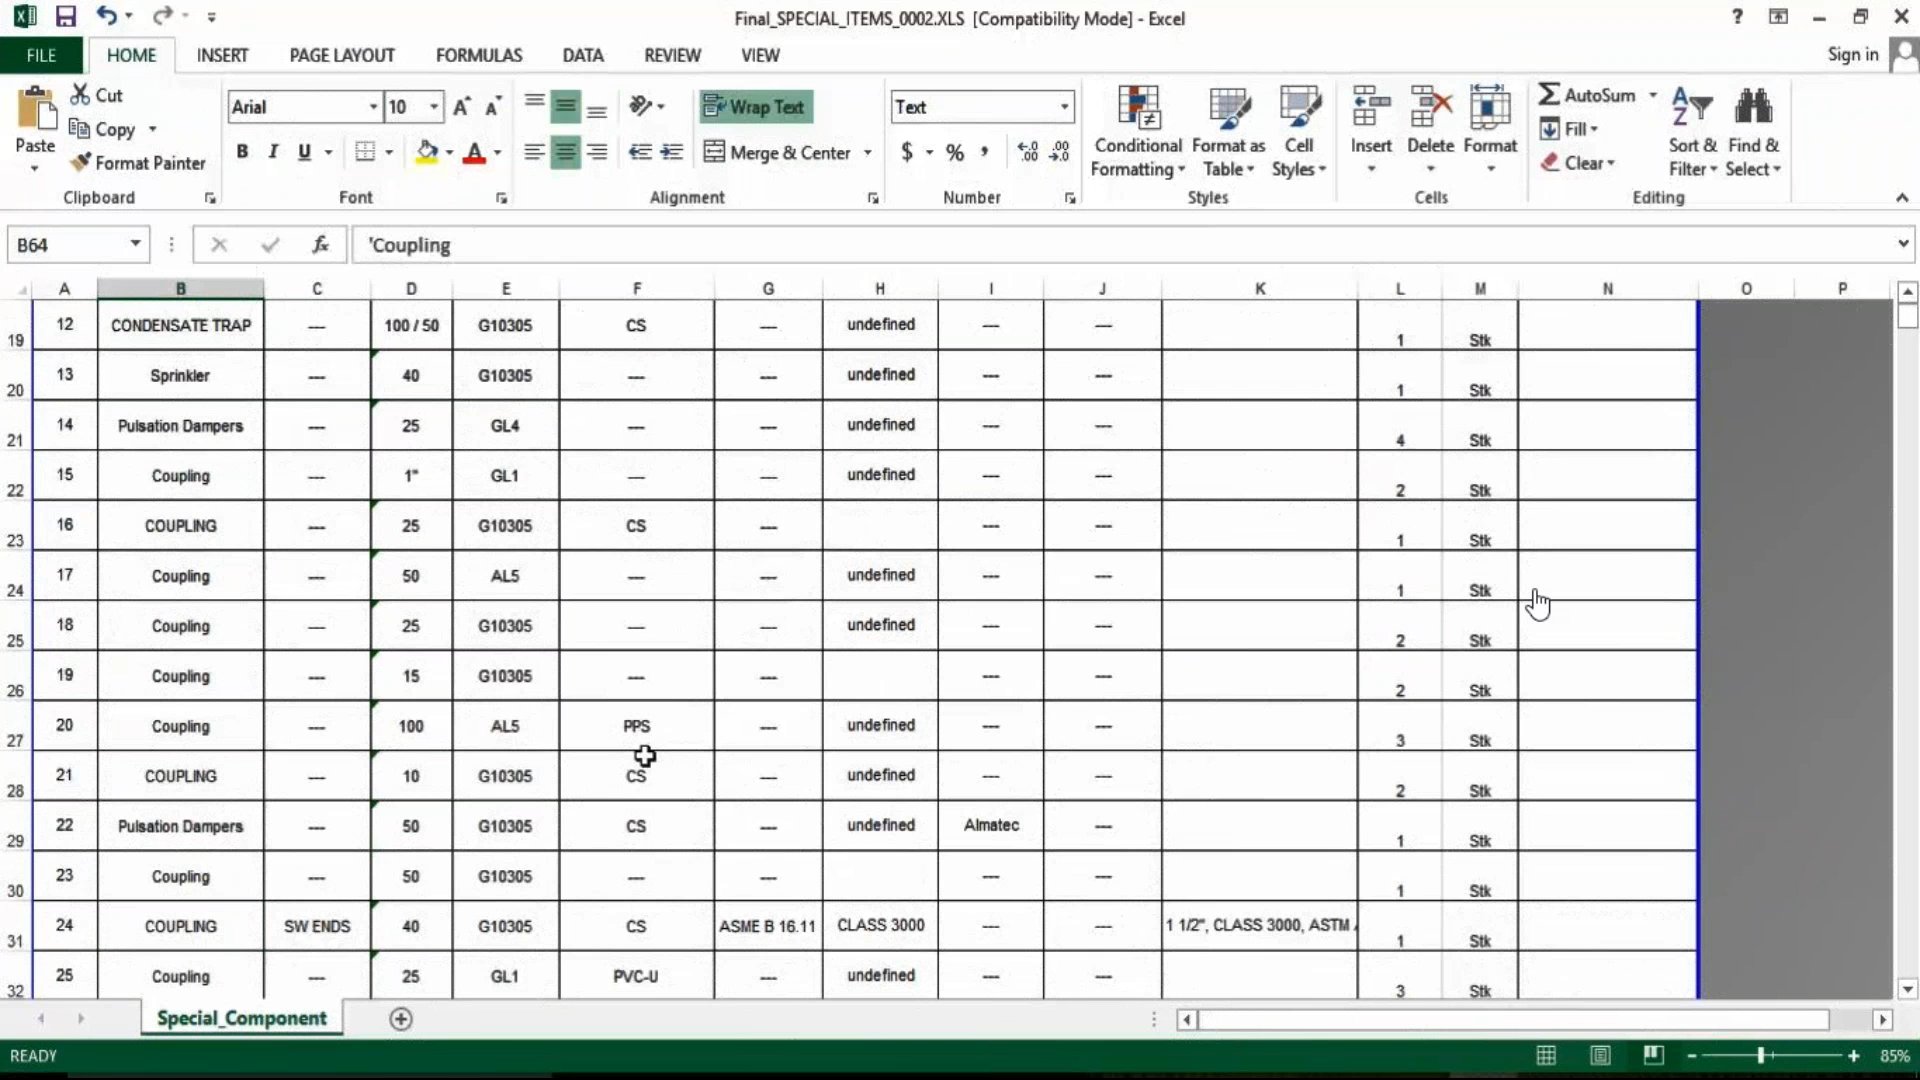 Final_SPECIAL_ITEMS_0002.XLS [Compatibility Mode] - Excel
?
FILE HOME INSERT PAGE LAYOUT FORMULAS DATA REVIEW VIEW Sign in
Paste Cut Copy Format Painter
Arial 10
B I U
Wrap Text
Merge & Center
Text
$ % ,
Conditional Formatting Format as Table Cell Styles Insert Delete Format
AutoSum Fill Clear Sort & Filter Find & Select
Clipboard Font Alignment Number Styles Cells Editing
B64 fx 'Coupling
A B C D E F G H I J K L M N O P
19 12 CONDENSATE TRAP --- 100 / 50 G10305 CS --- undefined --- --- 1 Stk
20 13 Sprinkler --- 40 G10305 --- --- undefined --- --- 1 Stk
21 14 Pulsation Dampers --- 25 GL4 --- --- undefined --- --- 4 Stk
22 15 Coupling --- 1" GL1 --- --- undefined --- --- 2 Stk
23 16 COUPLING --- 25 G10305 CS --- --- --- 1 Stk
24 17 Coupling --- 50 AL5 --- --- undefined --- --- 1 Stk
25 18 Coupling --- 25 G10305 --- --- undefined --- --- 2 Stk
26 19 Coupling --- 15 G10305 --- --- --- --- 2 Stk
27 20 Coupling --- 100 AL5 PPS --- undefined --- --- 3 Stk
28 21 COUPLING --- 10 G10305 CS --- undefined --- --- 2 Stk
29 22 Pulsation Dampers --- 50 G10305 CS --- undefined Almatec --- 1 Stk
30 23 Coupling --- 50 G10305 --- --- --- --- 1 Stk
31 24 COUPLING SW ENDS 40 G10305 CS ASME B 16.11 CLASS 3000 --- --- 1 1/2", CLASS 3000, ASTM 1 Stk
32 25 Coupling --- 25 GL1 PVC-U --- undefined --- --- 3 Stk
Special_Component
READY 85%